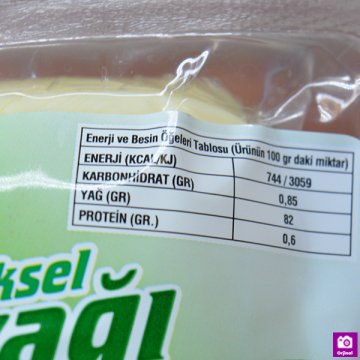 Enerji ve Besin Öğeleri Tablosu (Ürünün 100 gr daki miktar)
ENERJİ (KCAL/KJ) 744 / 3059
KARBONHİDRAT (GR) 0,85
YAĞ (GR) 82
PROTEİN (GR.) 0,6
ksel
yağı
Orjinal